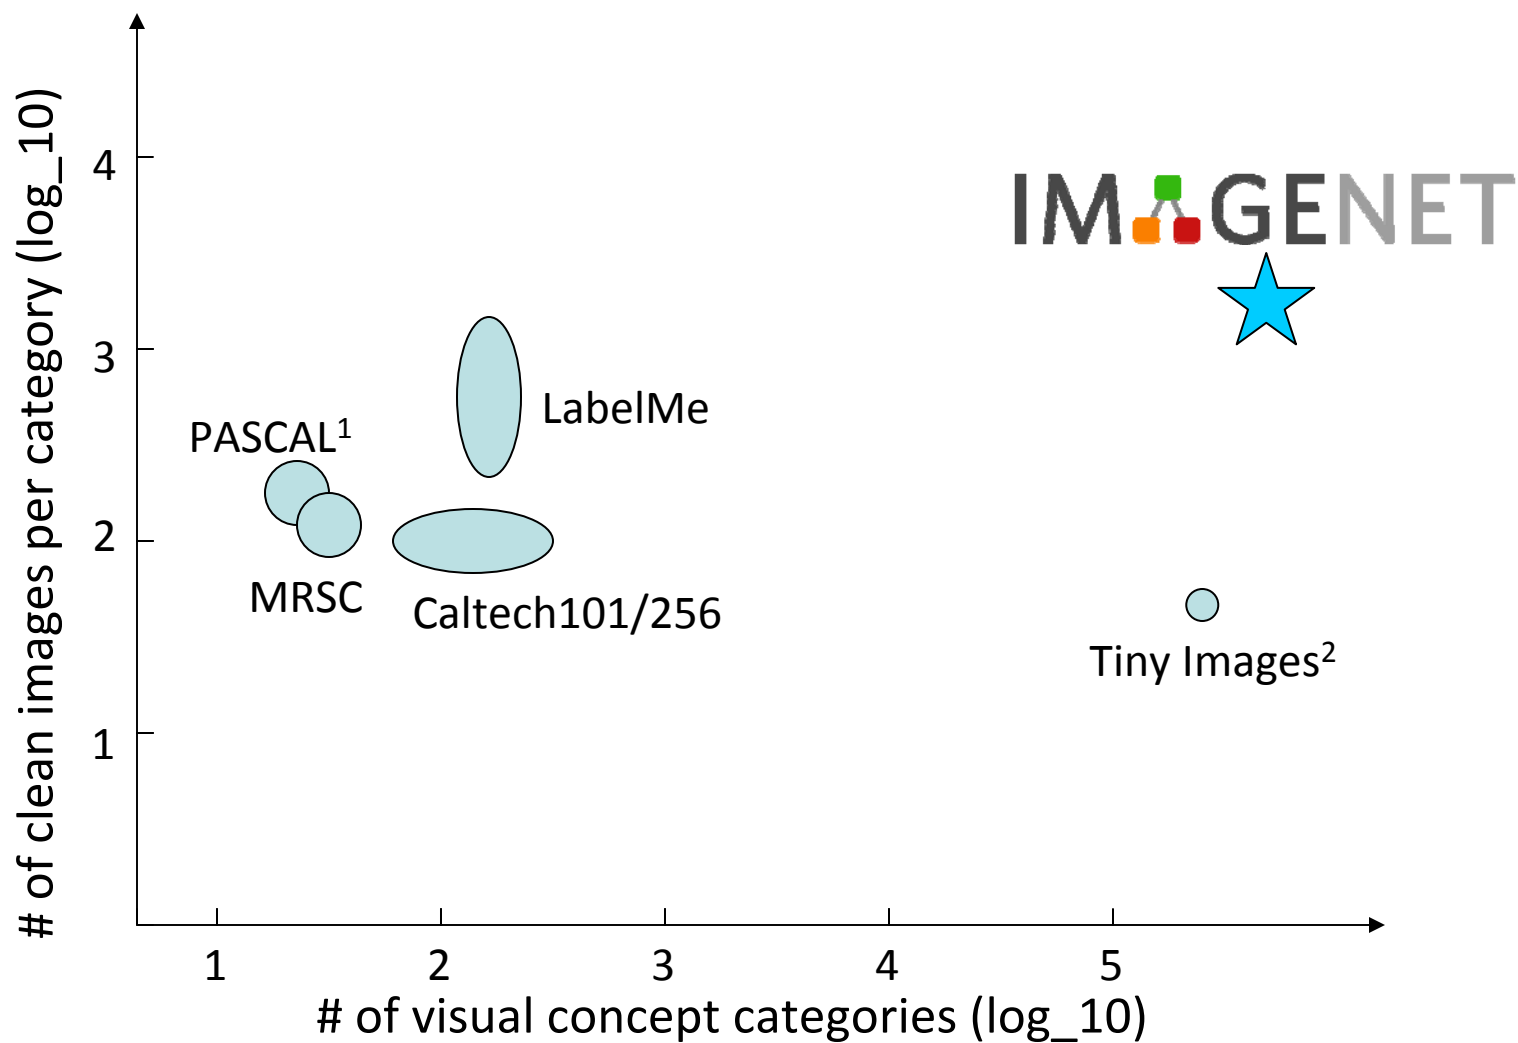 # of clean images per category (log_10)
4
3
2
1
IMAGENET
LabelMe
PASCAL¹
MRSC
Caltech101/256
Tiny Images²
1
2
3
4
5
# of visual concept categories (log_10)